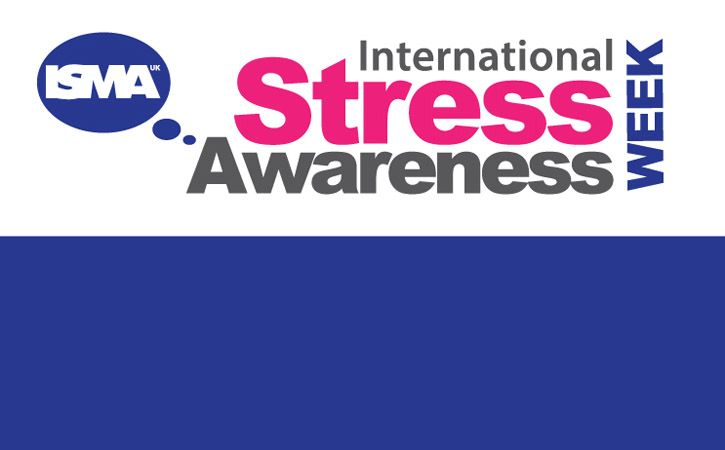 ISMA UK
International
Stress
Awareness
WEEK